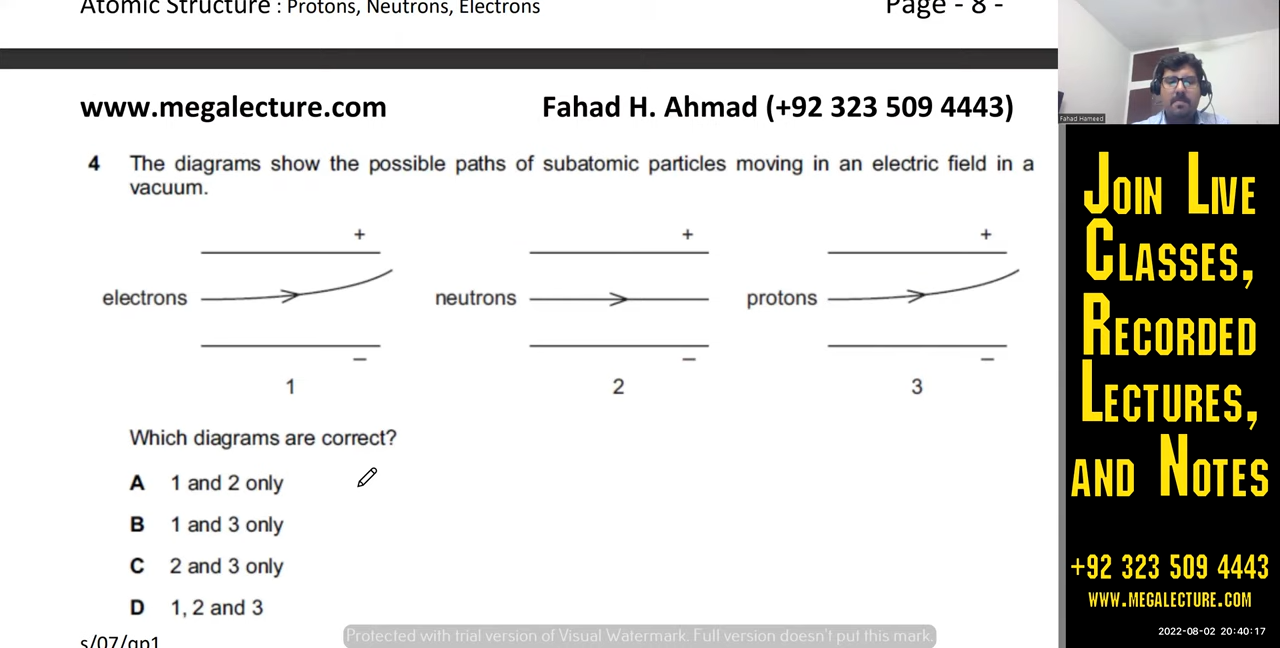 Atomic Structure : Protons, Neutrons, Electrons Page - 8 -
www.megalecture.com Fahad H. Ahmad (+92 323 509 4443)
4 The diagrams show the possible paths of subatomic particles moving in an electric field in a
vacuum.
+ + +
electrons neutrons protons
– – –
1 2 3
Which diagrams are correct?
A 1 and 2 only
B 1 and 3 only
C 2 and 3 only
D 1, 2 and 3
s/07/qp1
Protected with trial version of Visual Watermark. Full version doesn't put this mark.
Fahad Hameed
JOIN LIVE
CLASSES,
RECORDED
LECTURES,
AND NOTES
+92 323 509 4443
WWW.MEGALECTURE.COM
2022-08-02 20:40:17